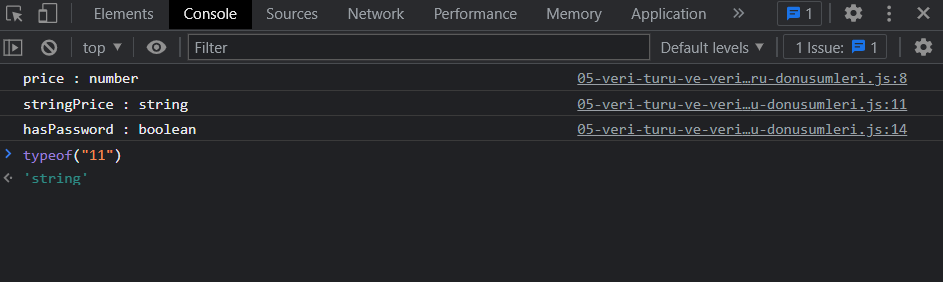 Elements Console Sources Network Performance Memory Application » 1
top ▼ Filter Default levels ▼ 1 Issue: 1
price : number 05-veri-turu-ve-veri…ru-donusumleri.js:8
stringPrice : string 05-veri-turu-ve-veri…u-donusumleri.js:11
hasPassword : boolean 05-veri-turu-ve-veri…u-donusumleri.js:14
> typeof("11")
'string'